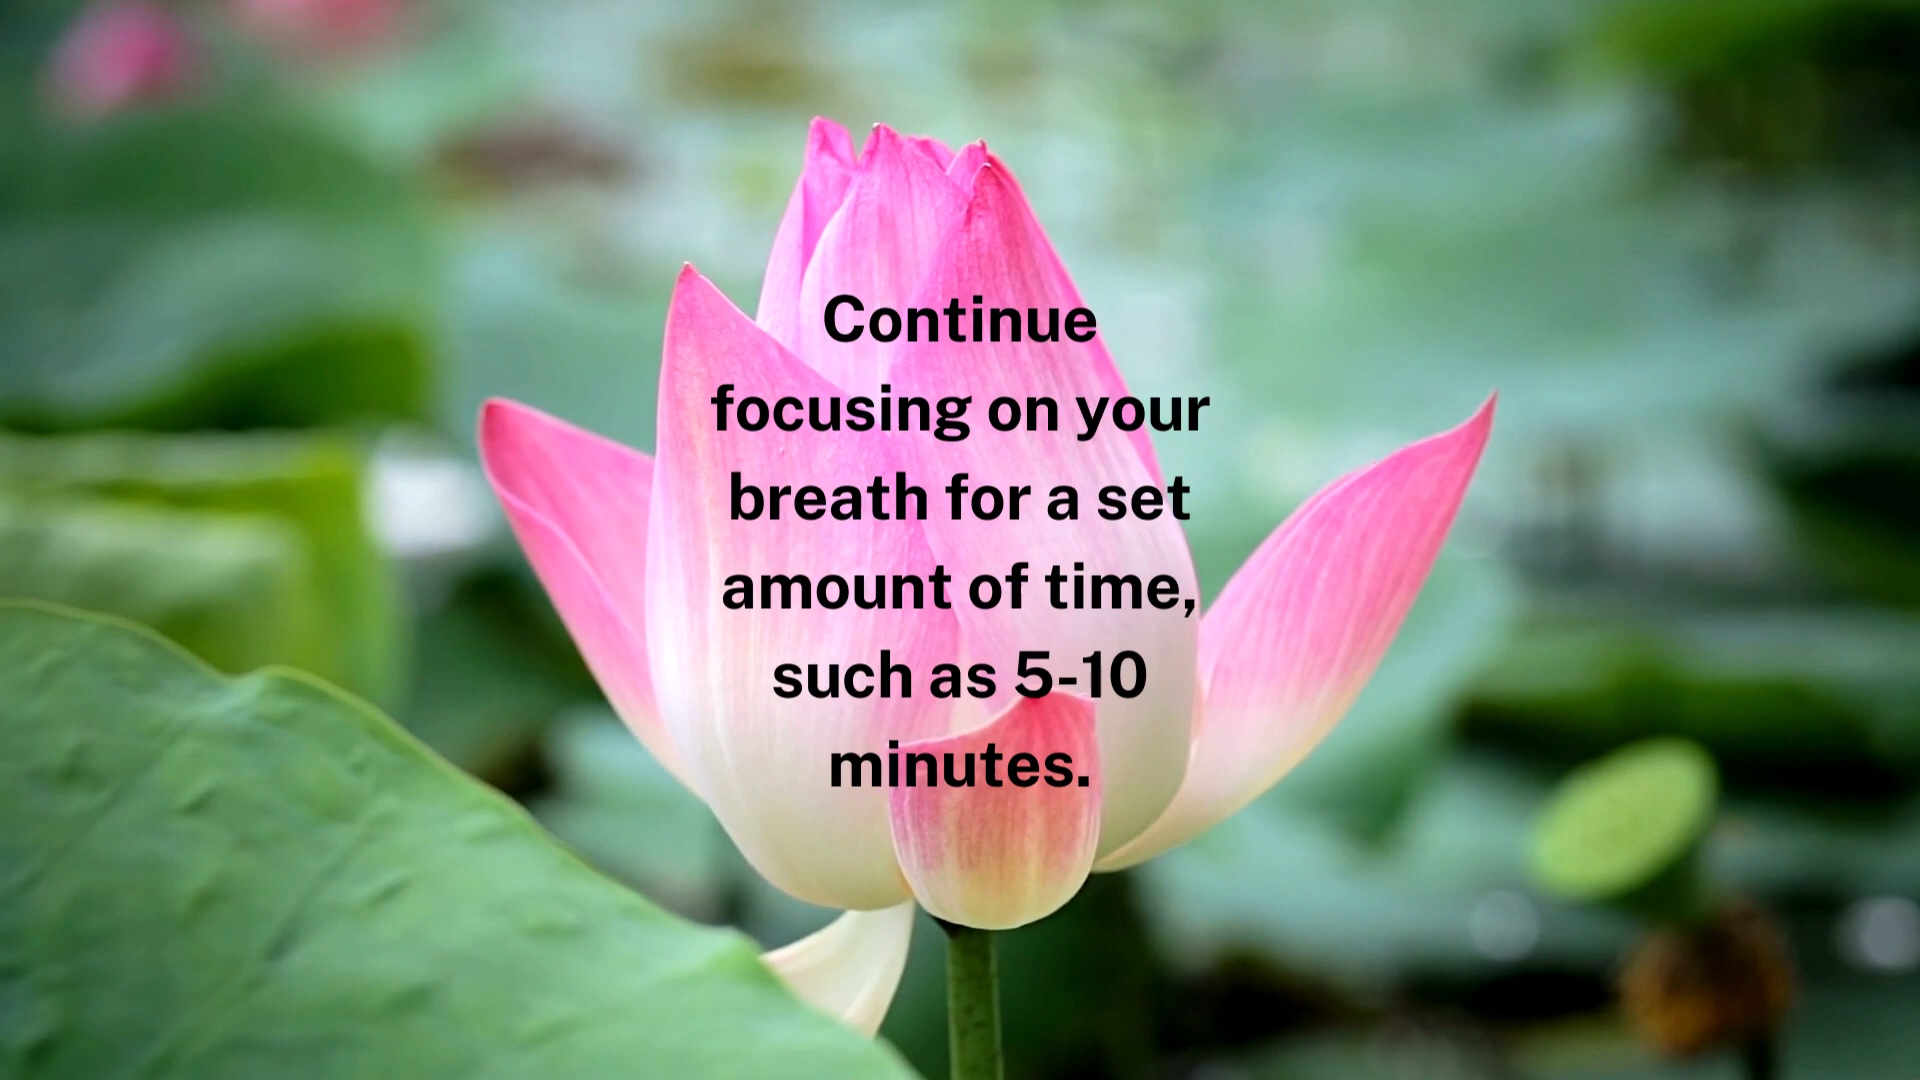 Continue
focusing on your
breath for a set
amount of time,
such as 5-10
minutes.